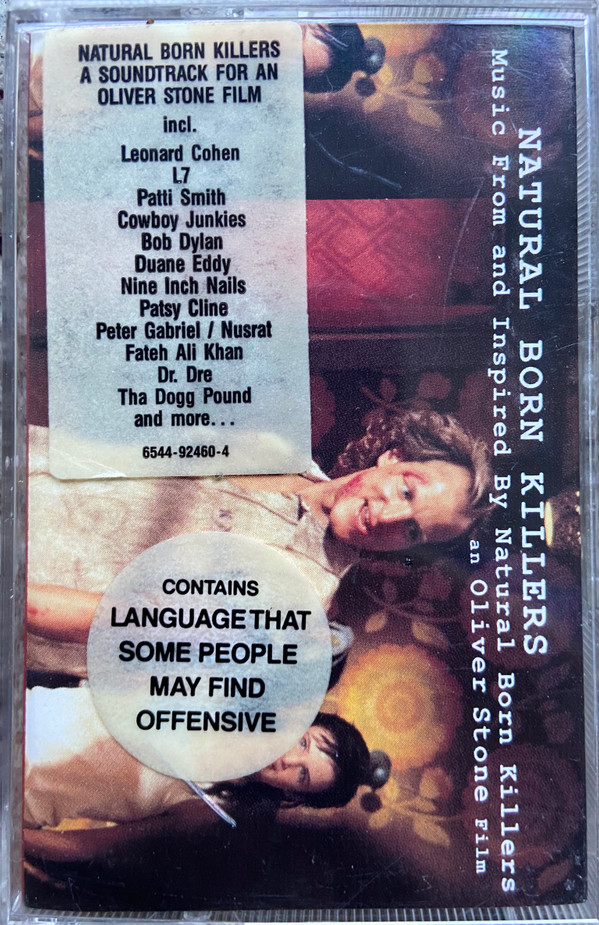 NATURAL BORN KILLERS
A SOUNDTRACK FOR AN
OLIVER STONE FILM
incl.
Leonard Cohen
L7
Patti Smith
Cowboy Junkies
Bob Dylan
Duane Eddy
Nine Inch Nails
Patsy Cline
Peter Gabriel / Nusrat
Fateh Ali Khan
Dr. Dre
Tha Dogg Pound
and more...
6544-92460-4
CONTAINS
LANGUAGE THAT
SOME PEOPLE
MAY FIND
OFFENSIVE
NATURAL BORN KILLERS
Music From and Inspired By Natural Born Killers
an Oliver Stone Film